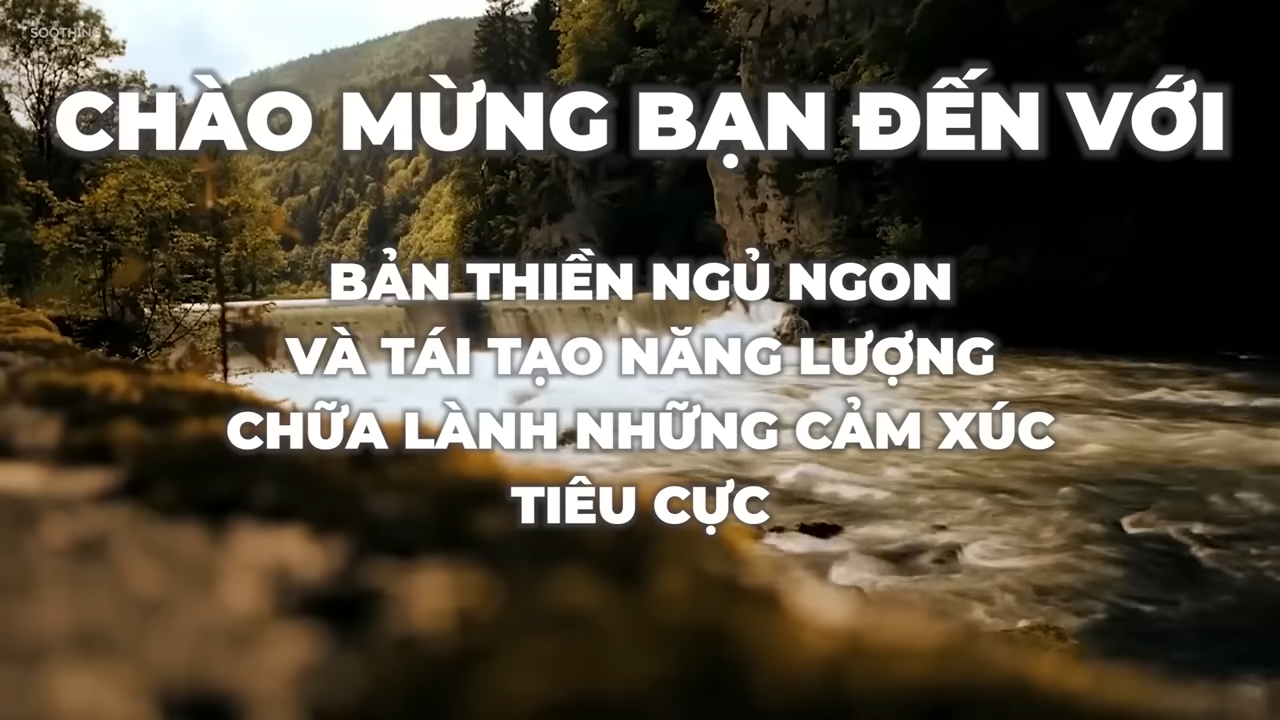 SOOTHING
CHÀO MỪNG BẠN ĐẾN VỚI
BẢN THIỀN NGỦ NGON
VÀ TÁI TẠO NĂNG LƯỢNG
CHỮA LÀNH NHỮNG CẢM XÚC
TIÊU CỰC